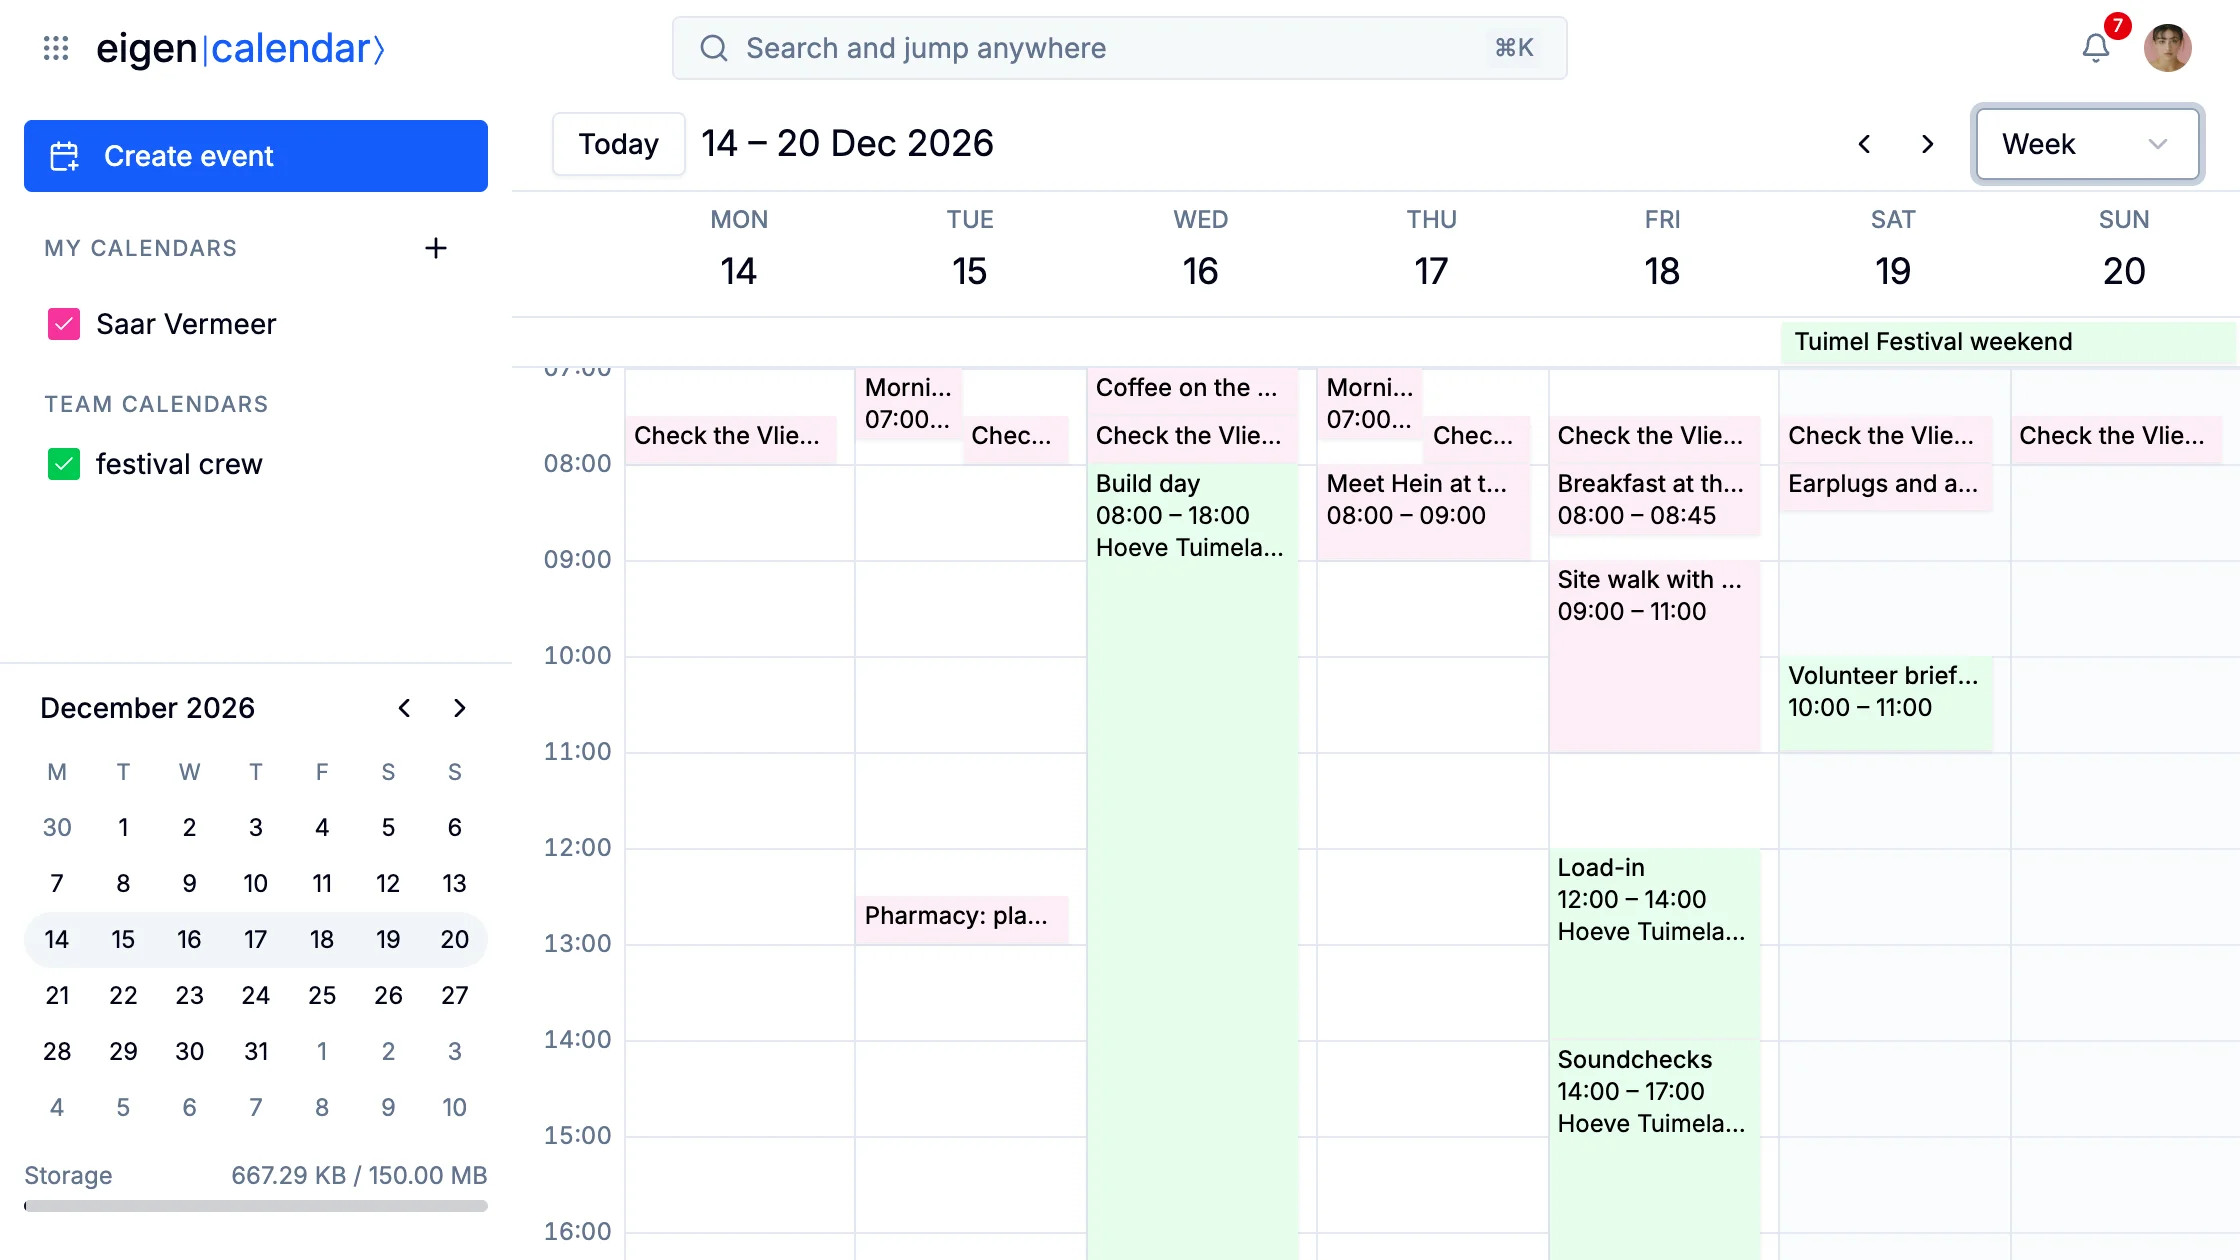 eigen|calendar⟩
Search and jump anywhere
⌘K
7
Create event
MY CALENDARS
Saar Vermeer
TEAM CALENDARS
festival crew
December 2026
M T W T F S S
30 1 2 3 4 5 6
7 8 9 10 11 12 13
14 15 16 17 18 19 20
21 22 23 24 25 26 27
28 29 30 31 1 2 3
4 5 6 7 8 9 10
Storage 667.29 KB / 150.00 MB
Today
14 – 20 Dec 2026
Week
MON TUE WED THU FRI SAT SUN
14 15 16 17 18 19 20
Tuimel Festival weekend
07:00
08:00
09:00
10:00
11:00
12:00
13:00
14:00
15:00
16:00
Check the Vlie...
Morni...
07:00...
Chec...
Pharmacy: pla...
Coffee on the ...
Check the Vlie...
Build day
08:00 – 18:00
Hoeve Tuimela...
Morni...
07:00...
Chec...
Meet Hein at t...
08:00 – 09:00
Check the Vlie...
Breakfast at th...
08:00 – 08:45
Site walk with ...
09:00 – 11:00
Load-in
12:00 – 14:00
Hoeve Tuimela...
Soundchecks
14:00 – 17:00
Hoeve Tuimela...
Check the Vlie...
Earplugs and a...
Volunteer brief...
10:00 – 11:00
Check the Vlie...